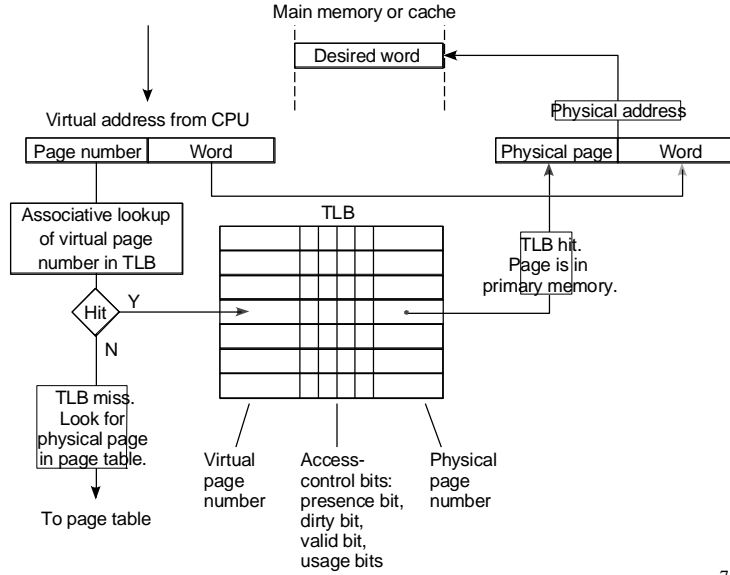 Main memory or cache
Desired word
Virtual address from CPU
Physical address
Page number
Word
Physical page
Word
Associative lookup
of virtual page
number in TLB
TLB
TLB hit.
Page is in
primary memory.
Hit
Y
N
TLB miss.
Look for
physical page
in page table.
To page table
Virtual
page
number
Access-
control bits:
presence bit,
dirty bit,
valid bit,
usage bits
Physical
page
number
7